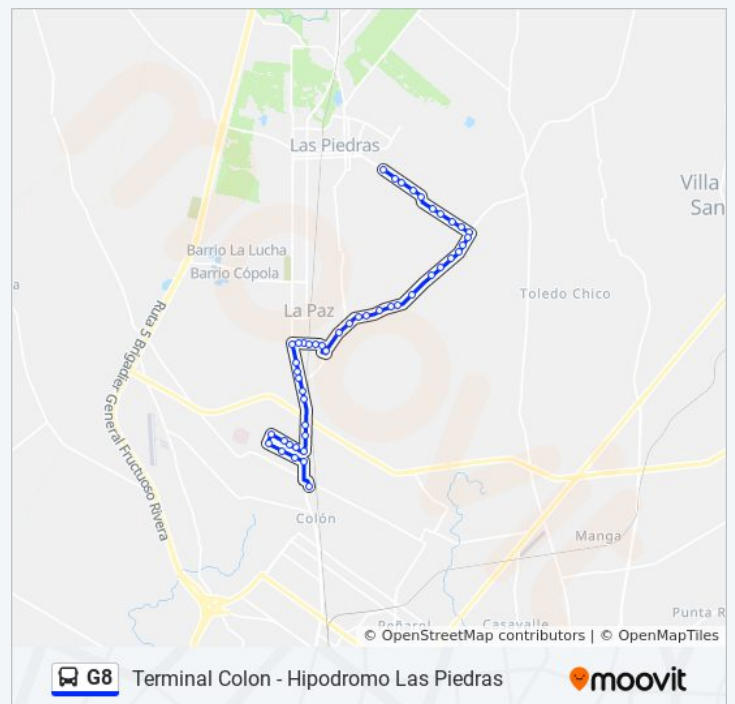 Las Piedras
Villa
San
Barrio La Lucha
Barrio Cópola
a
Toledo Chico
La Paz
Ruta 5 Brigadier General Fructuoso Rivera
Colón
Manga
Peñarol
Casavalle
Punta R
© OpenStreetMap contributors | © OpenMapTiles
G8 Terminal Colon - Hipodromo Las Piedras moovit